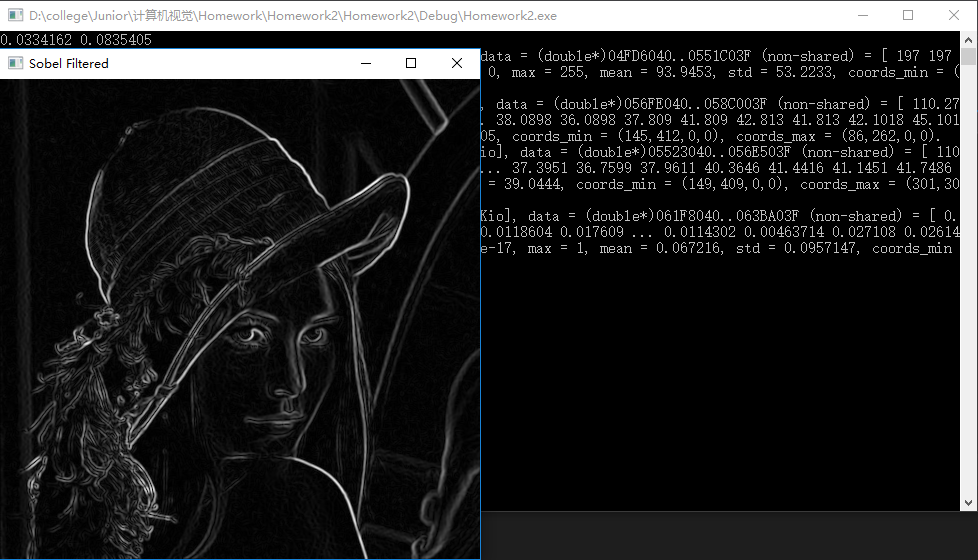 D:\college\Junior\计算机视觉\Homework\Homework2\Homework2\Debug\Homework2.exe
0.0334162 0.0835405
Sobel Filtered
data = (double*)04FD6040..0551C03F (non-shared) = [ 197 197
0, max = 255, mean = 93.9453, std = 53.2233, coords_min = (
, data = (double*)056FE040..058C003F (non-shared) = [ 110.27
. 38.0898 36.0898 37.809 41.809 42.813 41.813 42.1018 45.101
05, coords_min = (145,412,0,0), coords_max = (86,262,0,0).
io], data = (double*)05523040..056E503F (non-shared) = [ 110
... 37.3951 36.7599 37.9611 40.3646 41.4416 41.1451 41.7486
= 39.0444, coords_min = (149,409,0,0), coords_max = (301,30
Kio], data = (double*)061F8040..063BA03F (non-shared) = [ 0.
0.0118604 0.017609 ... 0.0114302 0.00463714 0.027108 0.02614
e-17, max = 1, mean = 0.067216, std = 0.0957147, coords_min